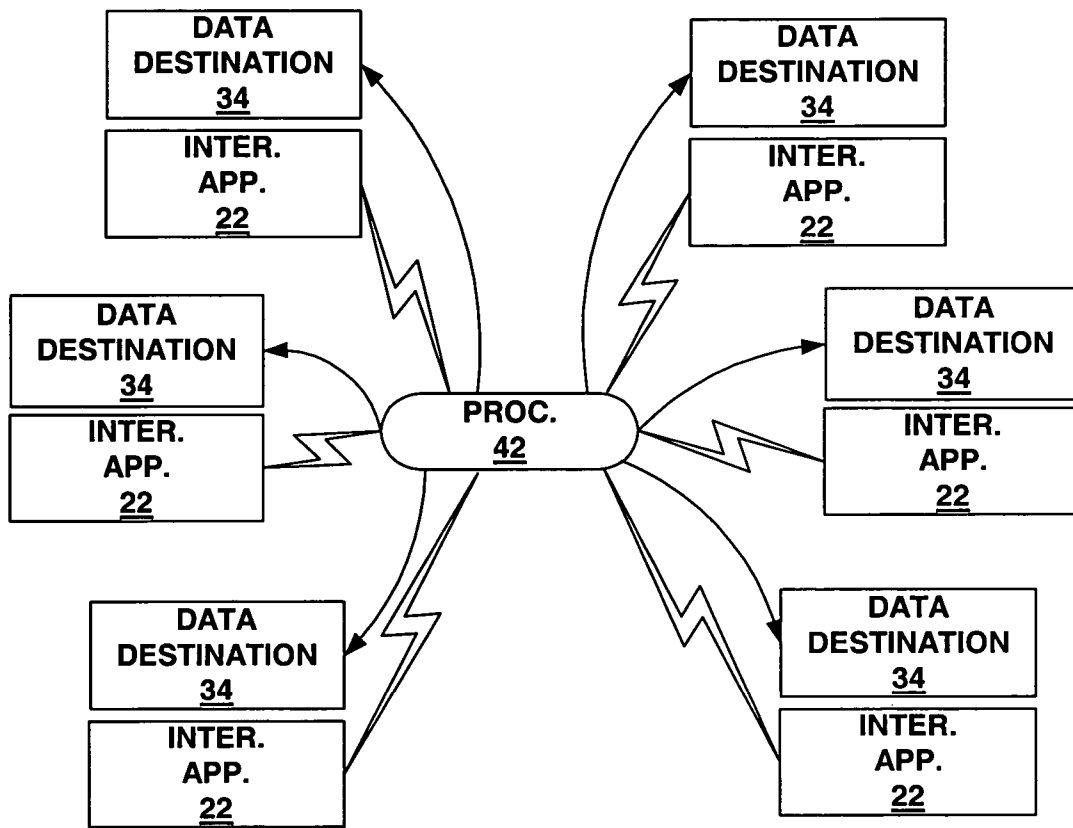 DATA
DESTINATION
34
INTER.
APP.
22
DATA
DESTINATION
34
INTER.
APP.
22
DATA
DESTINATION
34
INTER.
APP.
22
PROC.
42
DATA
DESTINATION
34
INTER.
APP.
22
DATA
DESTINATION
34
INTER.
APP.
22
DATA
DESTINATION
34
INTER.
APP.
22